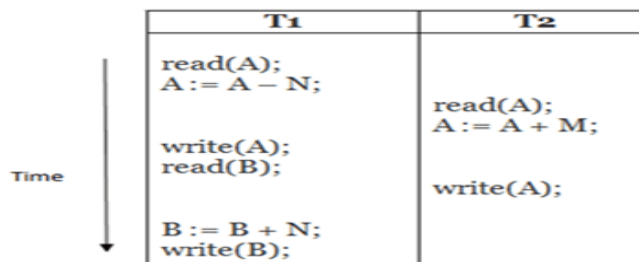 T1 T2
read(A);
A := A – N;
read(A);
A := A + M;
write(A);
read(B);
Time
write(A);
B := B + N;
write(B);